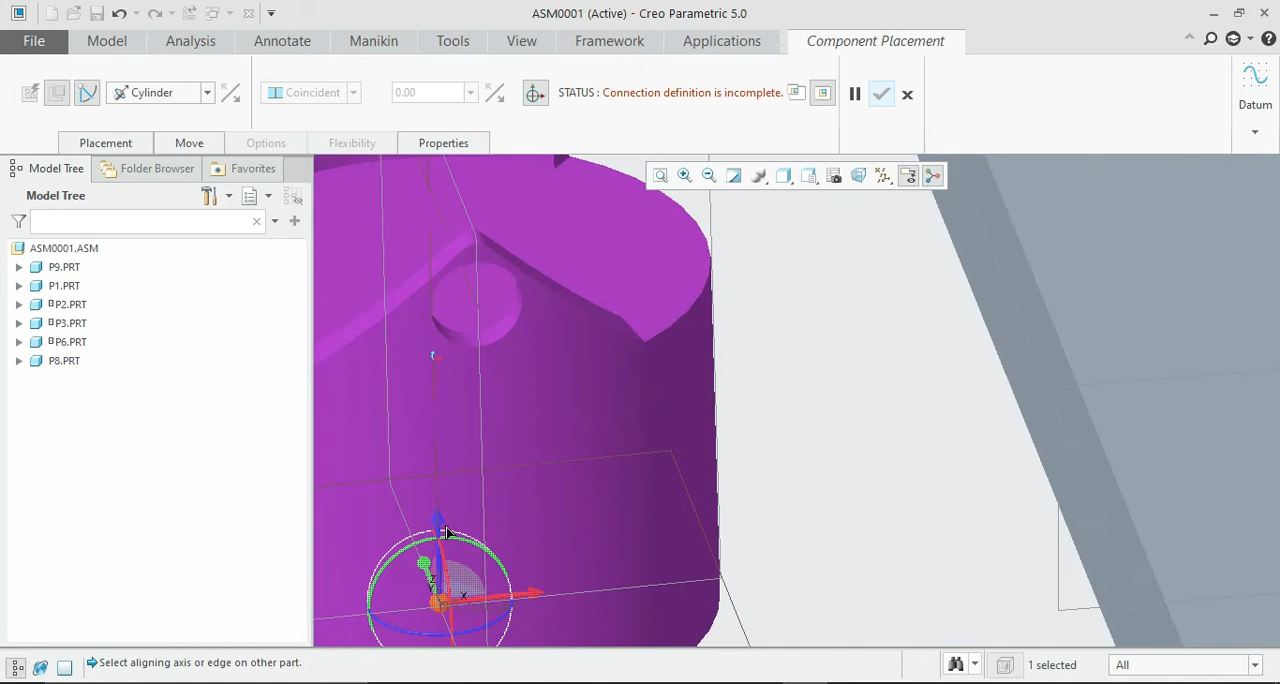 ASM0001 (Active) - Creo Parametric 5.0
File Model Analysis Annotate Manikin Tools View Framework Applications Component Placement
Cylinder Coincident 0.00 STATUS : Connection definition is incomplete. Datum
Placement Move Options Flexibility Properties
Model Tree Folder Browser Favorites
Model Tree
ASM0001.ASM
P9.PRT
P1.PRT
P2.PRT
P3.PRT
P6.PRT
P8.PRT
Select aligning axis or edge on other part. 1 selected All